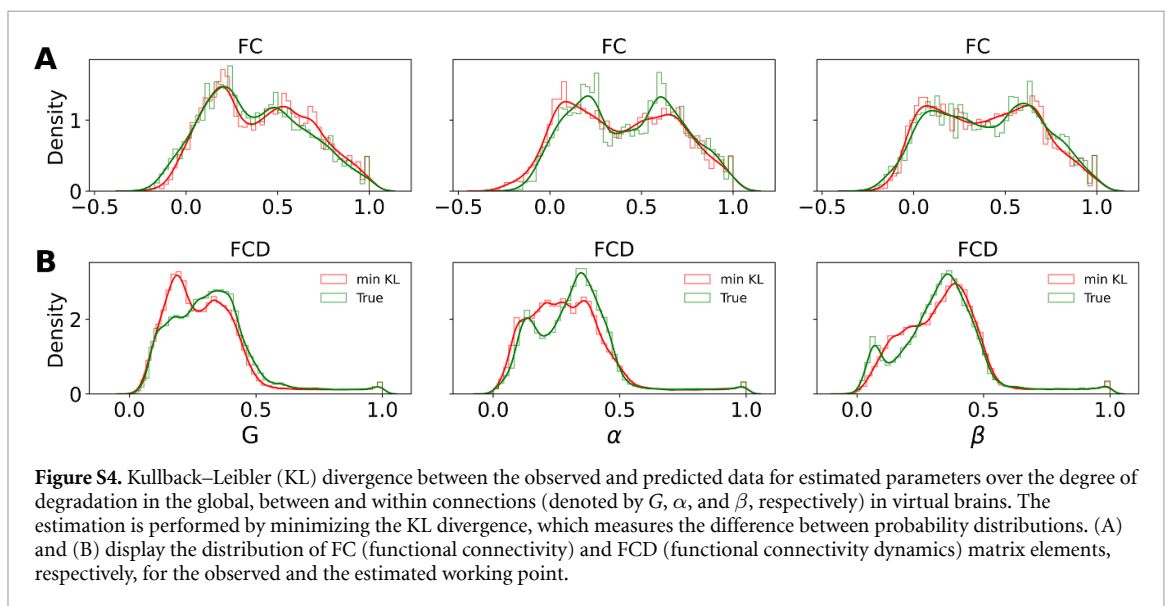 A
FC
FC
FC
Density
1
0
−0.5 0.0 0.5 1.0
−0.5 0.0 0.5 1.0
−0.5 0.0 0.5 1.0
B
FCD
FCD
FCD
Density
2
0
min KL
True
min KL
True
min KL
True
0.0 0.5 1.0
0.0 0.5 1.0
0.0 0.5 1.0
G
α
β
Figure S4. Kullback–Leibler (KL) divergence between the observed and predicted data for estimated parameters over the degree of
degradation in the global, between and within connections (denoted by G, α, and β, respectively) in virtual brains. The
estimation is performed by minimizing the KL divergence, which measures the difference between probability distributions. (A)
and (B) display the distribution of FC (functional connectivity) and FCD (functional connectivity dynamics) matrix elements,
respectively, for the observed and the estimated working point.